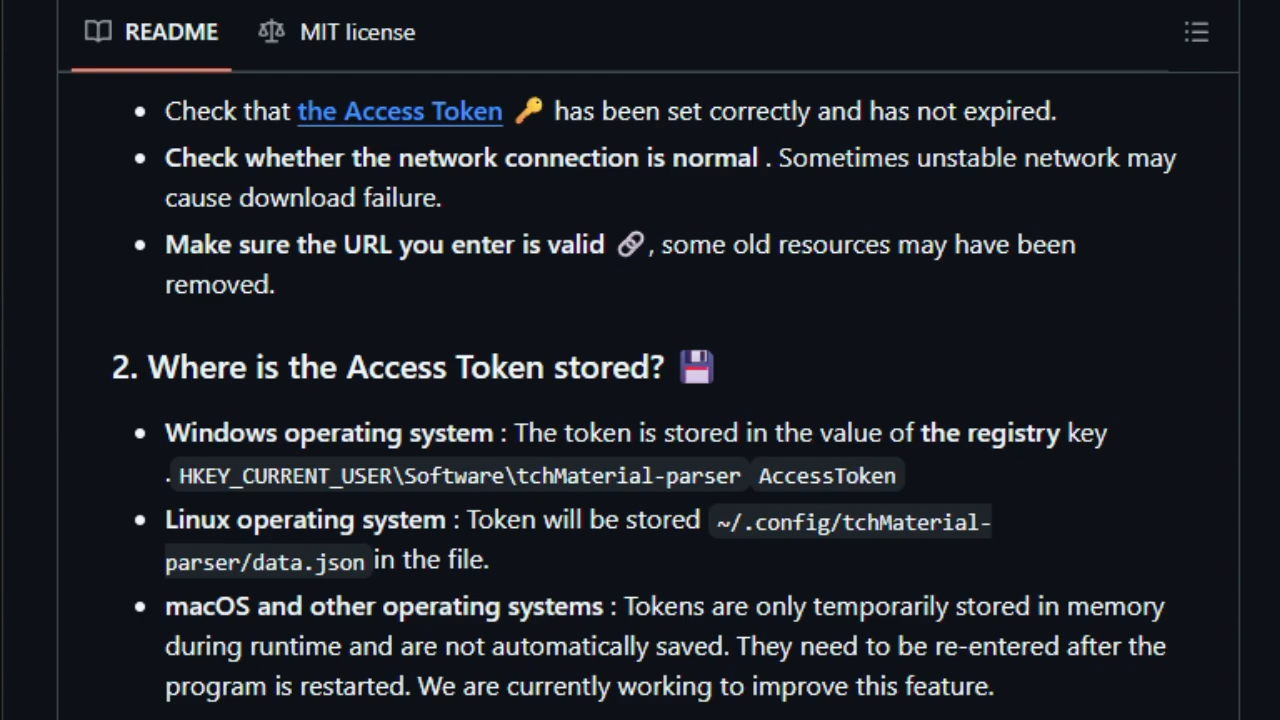 README MIT license
Check that the Access Token 🔑 has been set correctly and has not expired.
Check whether the network connection is normal . Sometimes unstable network may
cause download failure.
Make sure the URL you enter is valid 🔗, some old resources may have been
removed.
2. Where is the Access Token stored? 💾
Windows operating system : The token is stored in the value of the registry key
. HKEY_CURRENT_USER\Software\tchMaterial-parser AccessToken
Linux operating system : Token will be stored ~/.config/tchMaterial-
parser/data.json in the file.
macOS and other operating systems : Tokens are only temporarily stored in memory
during runtime and are not automatically saved. They need to be re-entered after the
program is restarted. We are currently working to improve this feature.